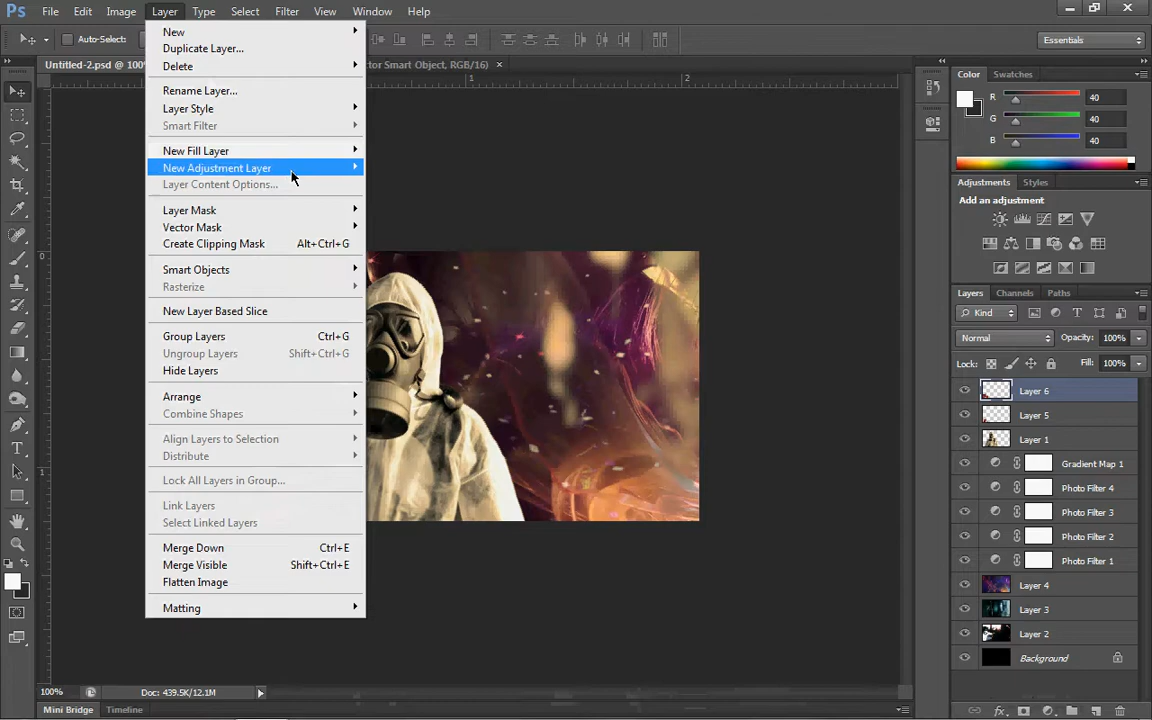 Ps File Edit Image Layer Type Select Filter View Window Help
Auto-Select:
Essentials
Untitled-2.psd @ 100%
tor Smart Object, RGB/16) ×
New
Duplicate Layer...
Delete
Rename Layer...
Layer Style
Smart Filter
New Fill Layer
New Adjustment Layer
Layer Content Options...
Layer Mask
Vector Mask
Create Clipping Mask Alt+Ctrl+G
Smart Objects
Rasterize
New Layer Based Slice
Group Layers Ctrl+G
Ungroup Layers Shift+Ctrl+G
Hide Layers
Arrange
Combine Shapes
Align Layers to Selection
Distribute
Lock All Layers in Group...
Link Layers
Select Linked Layers
Merge Down Ctrl+E
Merge Visible Shift+Ctrl+E
Flatten Image
Matting
1
2
0
1
Color Swatches
R 40
G 40
B 40
Adjustments Styles
Add an adjustment
Layers Channels Paths
Kind
Normal Opacity: 100%
Lock: Fill: 100%
Layer 6
Layer 5
Layer 1
Gradient Map 1
Photo Filter 4
Photo Filter 3
Photo Filter 2
Photo Filter 1
Layer 4
Layer 3
Layer 2
Background
fx
100% Doc: 439.5K/12.1M
Mini Bridge Timeline